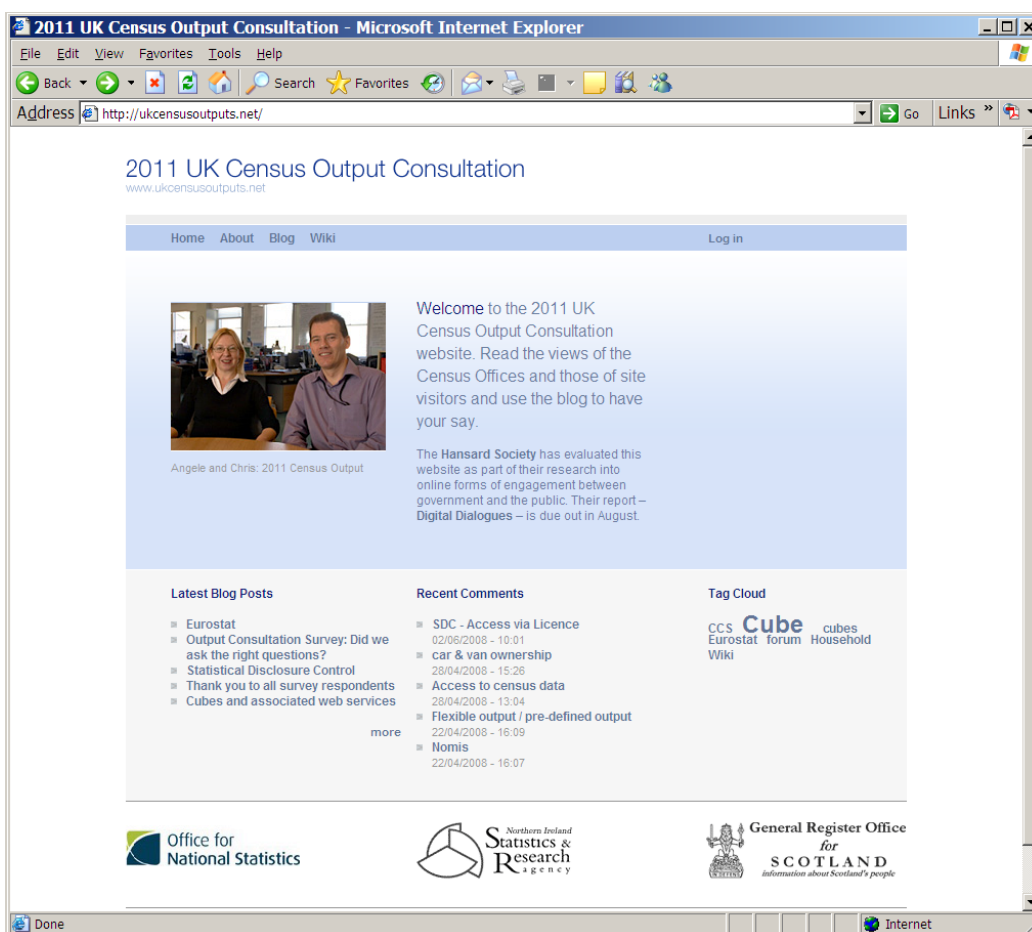 2011 UK Census Output Consultation - Microsoft Internet Explorer
File Edit View Favorites Tools Help
Back Search Favorites
Address http://ukcensusoutputs.net/ Go Links »
2011 UK Census Output Consultation
www.ukcensusoutputs.net
Home About Blog Wiki Log in
Welcome to the 2011 UK
Census Output Consultation
website. Read the views of the
Census Offices and those of site
visitors and use the blog to have
your say.
The Hansard Society has evaluated this
website as part of their research into
online forms of engagement between
government and the public. Their report –
Digital Dialogues – is due out in August.
Angele and Chris: 2011 Census Output
Latest Blog Posts
Eurostat
Output Consultation Survey: Did we
ask the right questions?
Statistical Disclosure Control
Thank you to all survey respondents
Cubes and associated web services
more
Recent Comments
SDC - Access via Licence
02/06/2008 - 10:01
car & van ownership
28/04/2008 - 15:26
Access to census data
28/04/2008 - 13:04
Flexible output / pre-defined output
22/04/2008 - 16:09
Nomis
22/04/2008 - 16:07
Tag Cloud
CCS Cube cubes
Eurostat forum Household
Wiki
Office for
National Statistics
Northern Ireland
Statistics &
Research
agency
General Register Office
for
SCOTLAND
information about Scotland's people
Done Internet